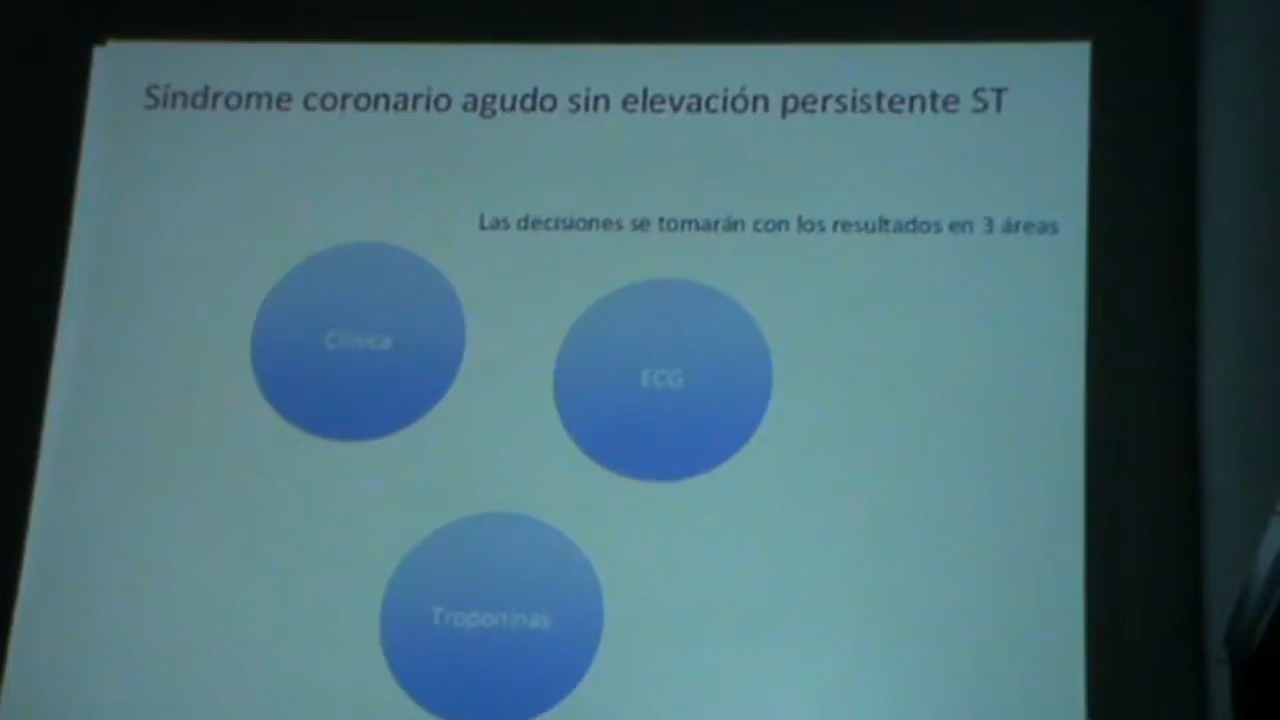 Síndrome coronario agudo sin elevación persistente ST
Las decisiones se tomarán con los resultados en 3 áreas
Clínica
ECG
Troponinas